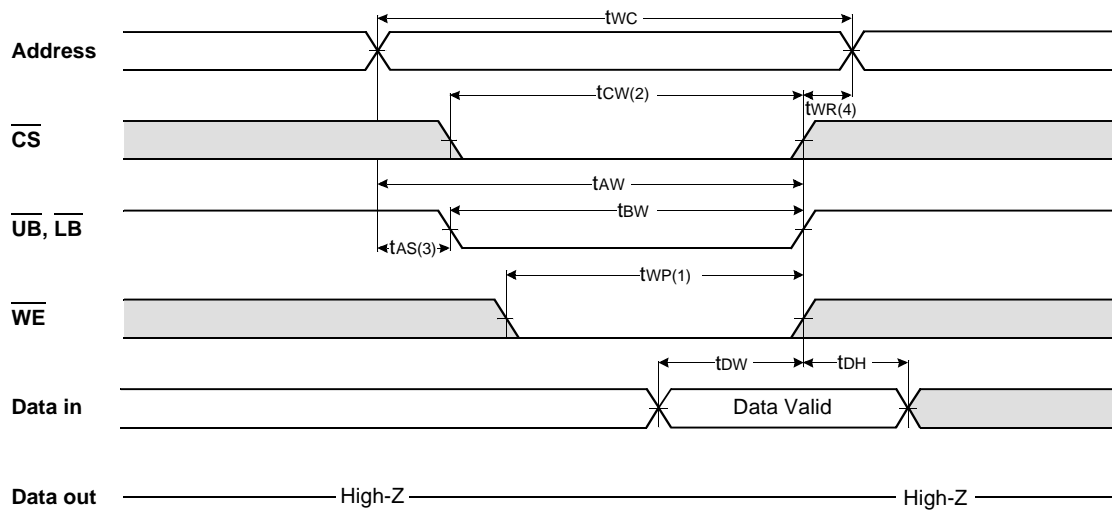 tWC
Address
tCW(2)
tWR(4)
CS
tAW
UB, LB
tBW
tAS(3)
tWP(1)
WE
tDW
tDH
Data in
Data Valid
Data out
High-Z
High-Z